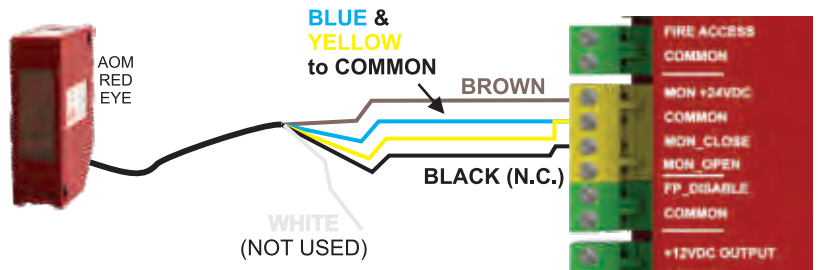 BLUE &
YELLOW
to COMMON
AOM
RED
EYE
BROWN
BLACK (N.C.)
WHITE
(NOT USED)
FIRE ACCESS
COMMON
MON +24VDC
COMMON
MON_CLOSE
MON_OPEN
FP_DISABLE
COMMON
+12VDC OUTPUT